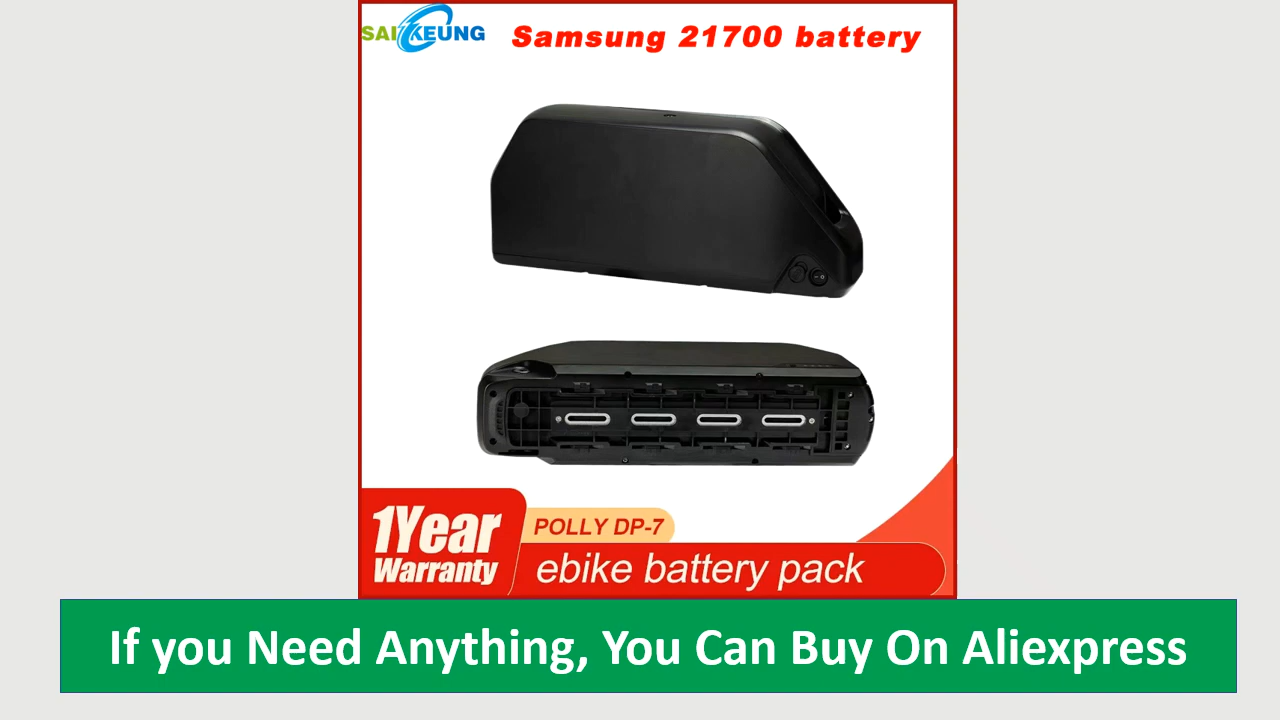 SAIKEUNG
Samsung 21700 battery
1Year
Warranty
POLLY DP-7
ebike battery pack
If you Need Anything, You Can Buy On Aliexpress